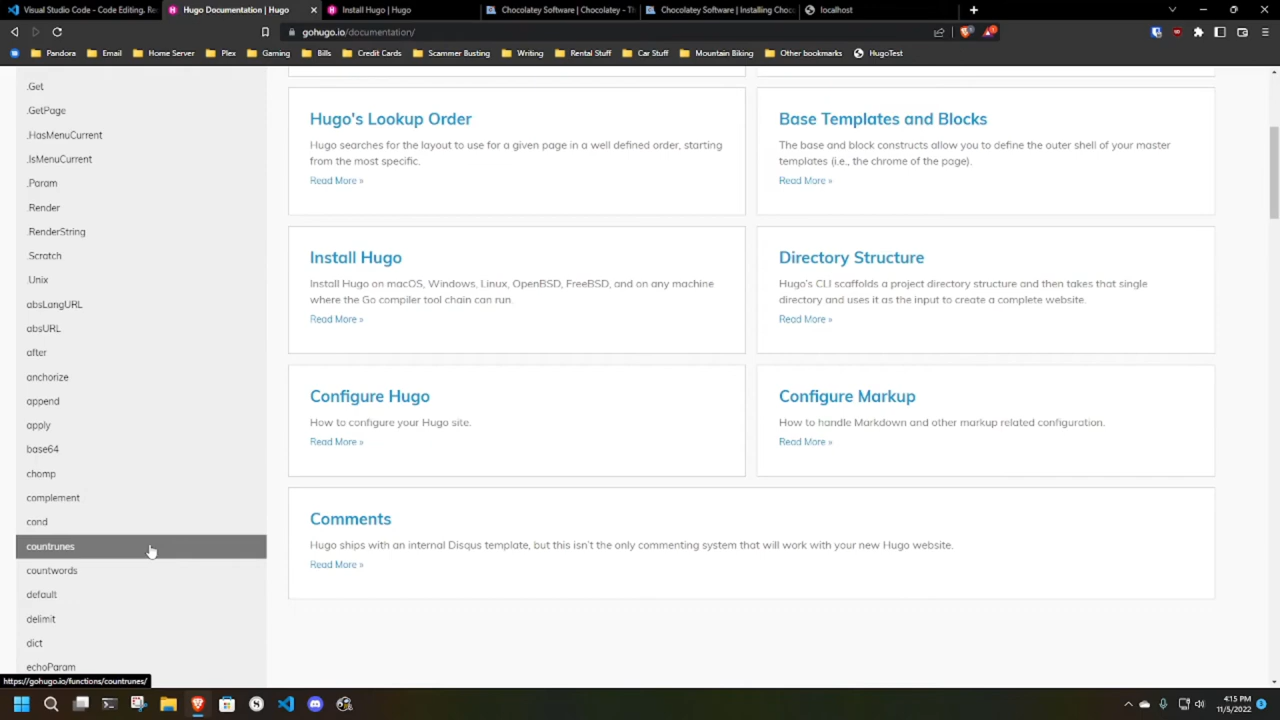 Visual Studio Code - Code Editing. Re
Hugo Documentation | Hugo
Install Hugo | Hugo
Chocolatey Software | Chocolatey - Th
Chocolatey Software | Installing Choc
localhost
gohugo.io/documentation/
Pandora
Email
Home Server
Plex
Gaming
Bills
Credit Cards
Scammer Busting
Writing
Rental Stuff
Car Stuff
Mountain Biking
Other bookmarks
HugoTest
.Get
.GetPage
.HasMenuCurrent
.IsMenuCurrent
.Param
.Render
.RenderString
.Scratch
.Unix
absLangURL
absURL
after
anchorize
append
apply
base64
chomp
complement
cond
countrunes
countwords
default
delimit
dict
echoParam
Hugo's Lookup Order
Hugo searches for the layout to use for a given page in a well defined order, starting
from the most specific.
Read More »
Base Templates and Blocks
The base and block constructs allow you to define the outer shell of your master
templates (i.e., the chrome of the page).
Read More »
Install Hugo
Install Hugo on macOS, Windows, Linux, OpenBSD, FreeBSD, and on any machine
where the Go compiler tool chain can run.
Read More »
Directory Structure
Hugo's CLI scaffolds a project directory structure and then takes that single
directory and uses it as the input to create a complete website.
Read More »
Configure Hugo
How to configure your Hugo site.
Read More »
Configure Markup
How to handle Markdown and other markup related configuration.
Read More »
Comments
Hugo ships with an internal Disqus template, but this isn't the only commenting system that will work with your new Hugo website.
Read More »
https://gohugo.io/functions/countrunes/
4:15 PM
11/5/2022